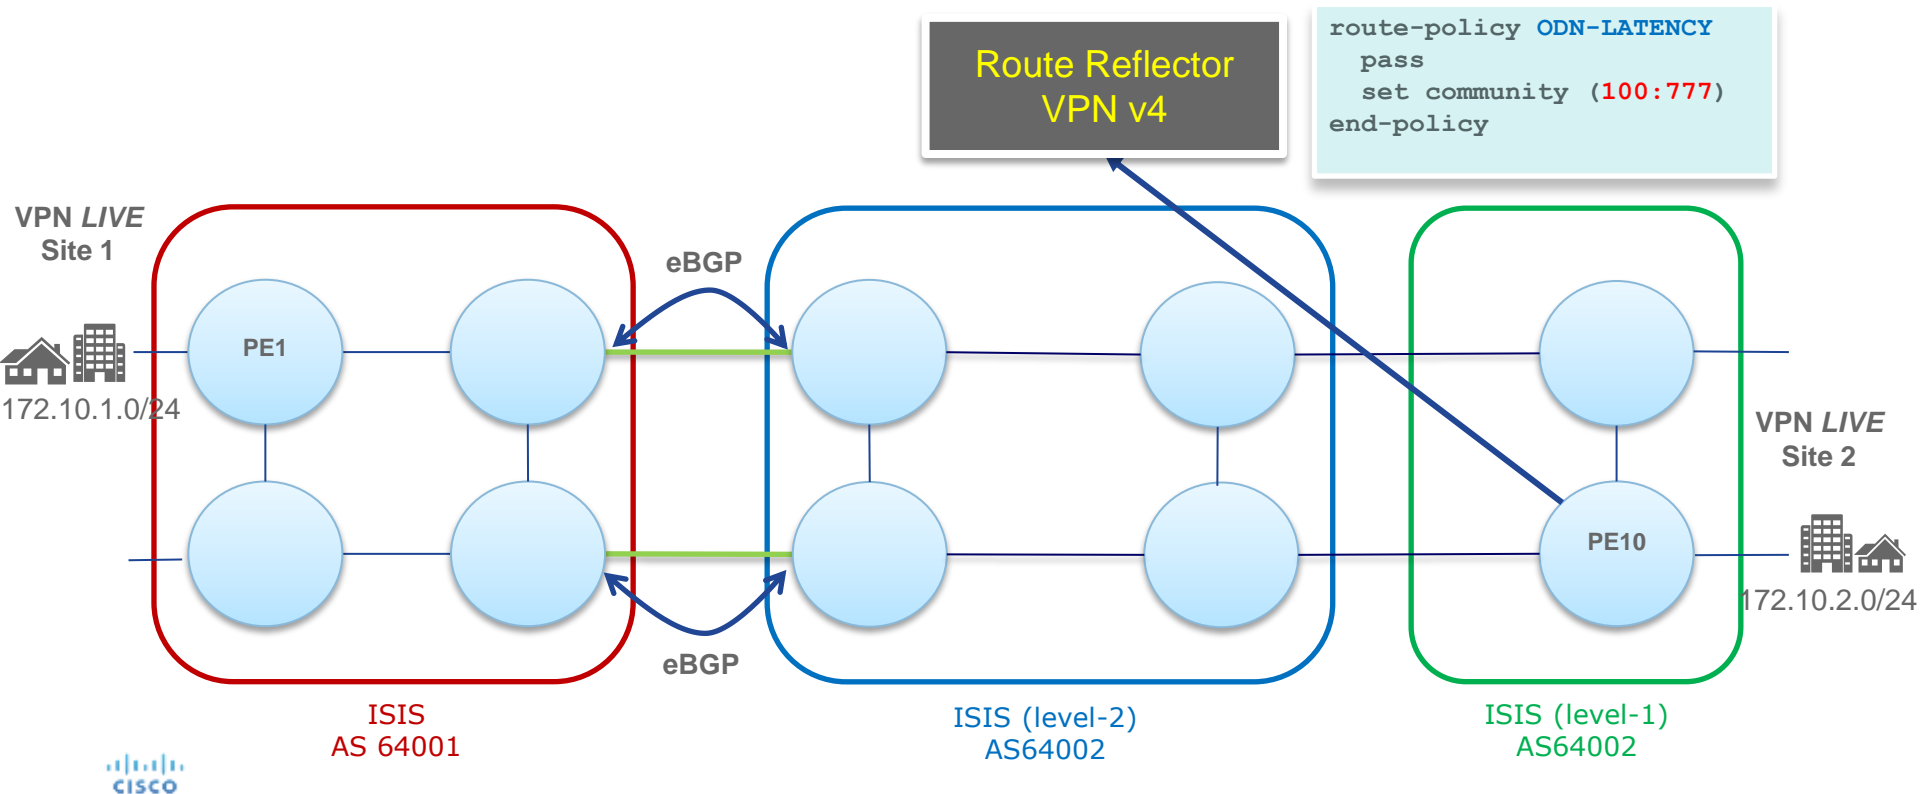 Route Reflector
VPN v4
route-policy ODN-LATENCY
pass
set community (100:777)
end-policy
VPN LIVE
Site 1
eBGP
PE1
172.10.1.0/24
VPN LIVE
Site 2
PE10
172.10.2.0/24
eBGP
ISIS
AS 64001
ISIS (level-2)
AS64002
ISIS (level-1)
AS64002
CISCO